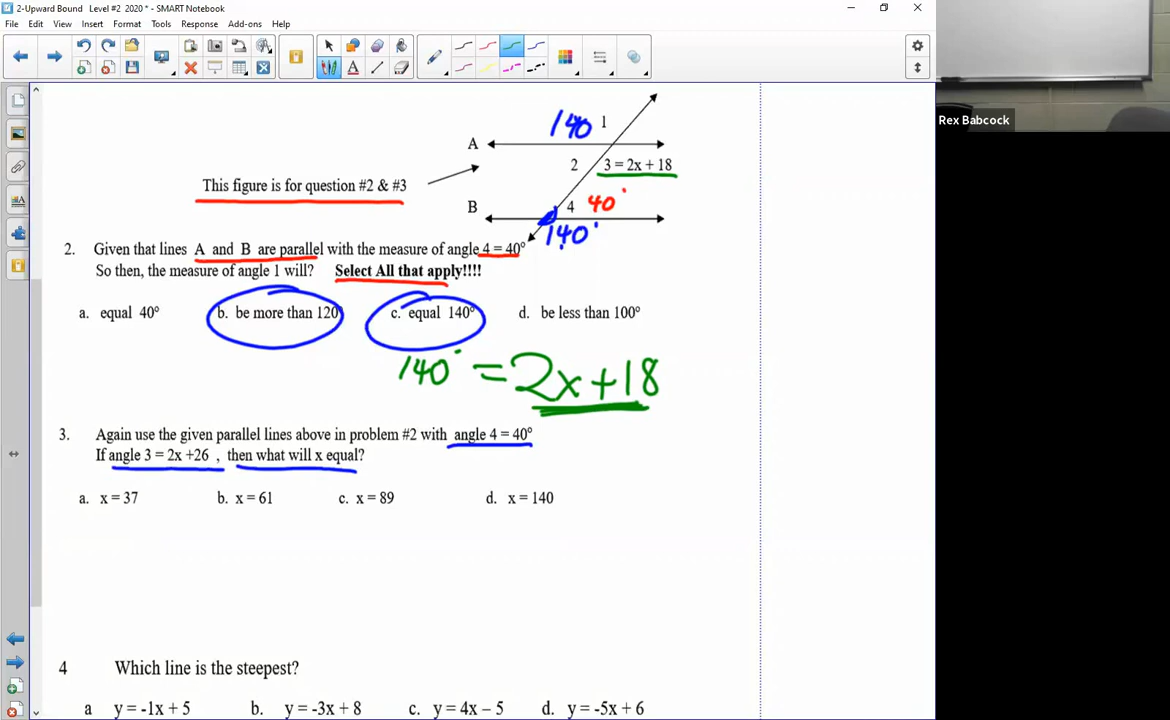 2-Upward Bound Level #2 2020 * - SMART Notebook
File Edit View Insert Format Tools Response Add-ons Help
Rex Babcock
140 1
A
2 3 = 2x + 18
This figure is for question #2 & #3
B 4 40°
140°
2. Given that lines A and B are parallel with the measure of angle 4 = 40°
So then, the measure of angle 1 will? Select All that apply!!!!
a. equal 40° b. be more than 120° c. equal 140° d. be less than 100°
140° = 2x + 18
3. Again use the given parallel lines above in problem #2 with angle 4 = 40°
If angle 3 = 2x +26 , then what will x equal?
a. x = 37 b. x = 61 c. x = 89 d. x = 140
4 Which line is the steepest?
a y = -1x + 5 b. y = -3x + 8 c. y = 4x – 5 d. y = -5x + 6